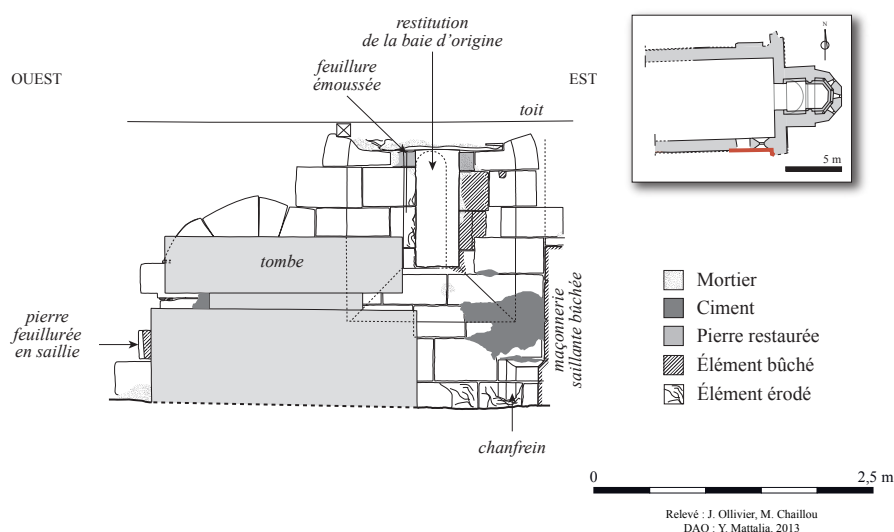 restitution
de la baie d'origine
feuillure
émoussée
OUEST
EST
toit
N
5 m
tombe
pierre
feuillurée
en saillie
maçonnerie
saillante bûchée
chanfrein
Mortier
Ciment
Pierre restaurée
Élément bûché
Élément érodé
0
2,5 m
Relevé : J. Ollivier, M. Chaillou
DAO : Y. Mattalia, 2013